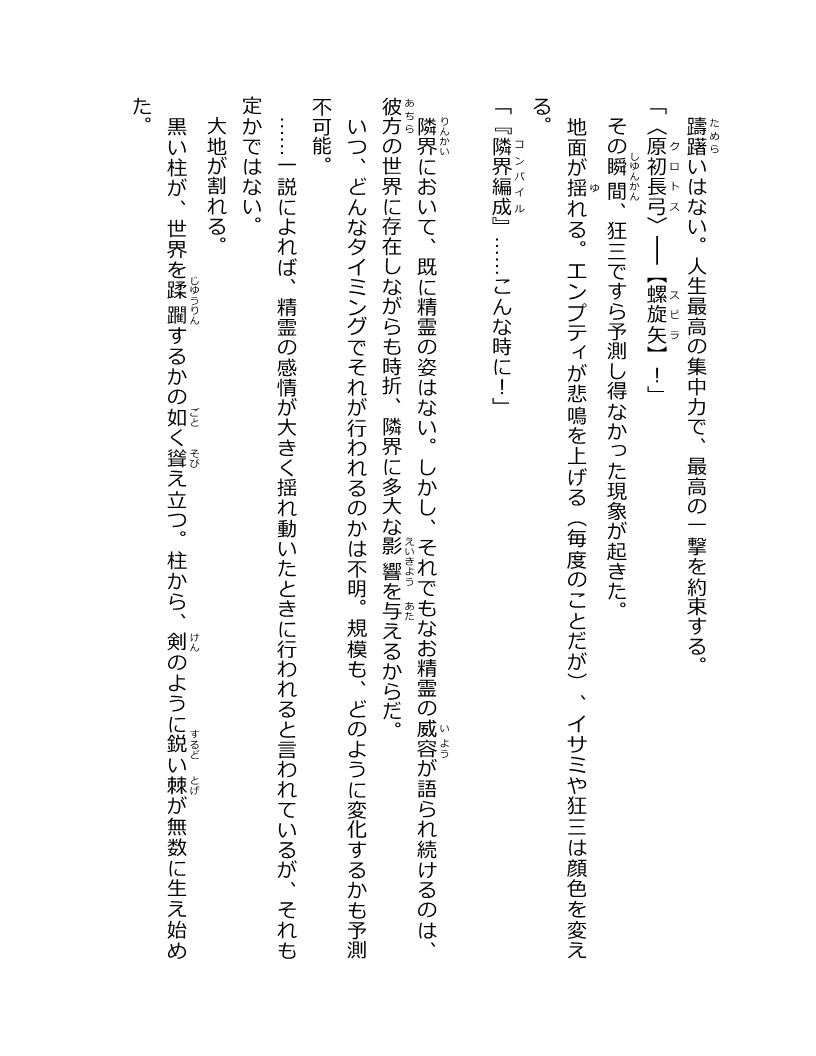 躊躇いはない。人生最高の集中力で、最高の一撃を約束する。
「〈原初長弓〉――【螺旋矢】！」
その瞬間、狂三ですら予測し得なかった現象が起きた。
地面が揺れる。エンプティが悲鳴を上げる（毎度のことだが）、イサミや狂三は顔色を変え
る。
「『隣界編成』……こんな時に！」
隣界において、既に精霊の姿はない。しかし、それでもなお精霊の威容が語られ続けるのは、
彼方の世界に存在しながらも時折、隣界に多大な影響を与えるからだ。
いつ、どんなタイミングでそれが行われるのかは不明。規模も、どのように変化するかも予測
不可能。
……一説によれば、精霊の感情が大きく揺れ動いたときに行われると言われているが、それも
定かではない。
大地が割れる。
黒い柱が、世界を蹂躙するかの如く聳え立つ。柱から、剣のように鋭い棘が無数に生え始め
た。